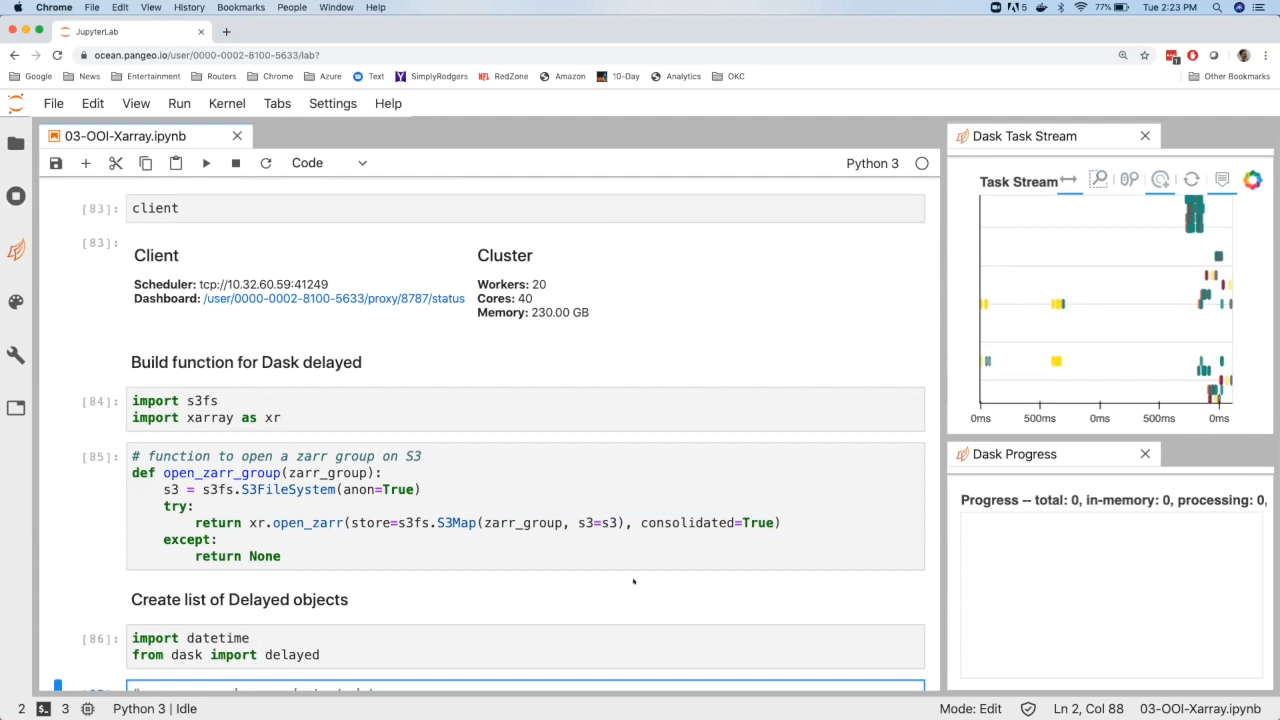 Chrome File Edit View History Bookmarks People Window Help 5 77% Tue 2:23 PM
JupyterLab
ocean.pangeo.io/user/0000-0002-8100-5633/lab?
Google News Entertainment Routers Chrome Azure Text SimplyRodgers RedZone Amazon 10-Day Analytics OKC Other Bookmarks
File Edit View Run Kernel Tabs Settings Help
03-OOI-Xarray.ipynb
Code Python 3
[83]: client
[83]:
Client
Scheduler: tcp://10.32.60.59:41249
Dashboard: /user/0000-0002-8100-5633/proxy/8787/status
Cluster
Workers: 20
Cores: 40
Memory: 230.00 GB
Build function for Dask delayed
[84]: import s3fs
import xarray as xr
[85]: # function to open a zarr group on S3
def open_zarr_group(zarr_group):
s3 = s3fs.S3FileSystem(anon=True)
try:
return xr.open_zarr(store=s3fs.S3Map(zarr_group, s3=s3), consolidated=True)
except:
return None
Create list of Delayed objects
[86]: import datetime
from dask import delayed
Dask Task Stream
Task Stream
0ms 500ms 0ms 500ms 0ms
Dask Progress
Progress -- total: 0, in-memory: 0, processing: 0,
2 3 Python 3 | Idle Mode: Edit Ln 2, Col 88 03-OOI-Xarray.ipynb